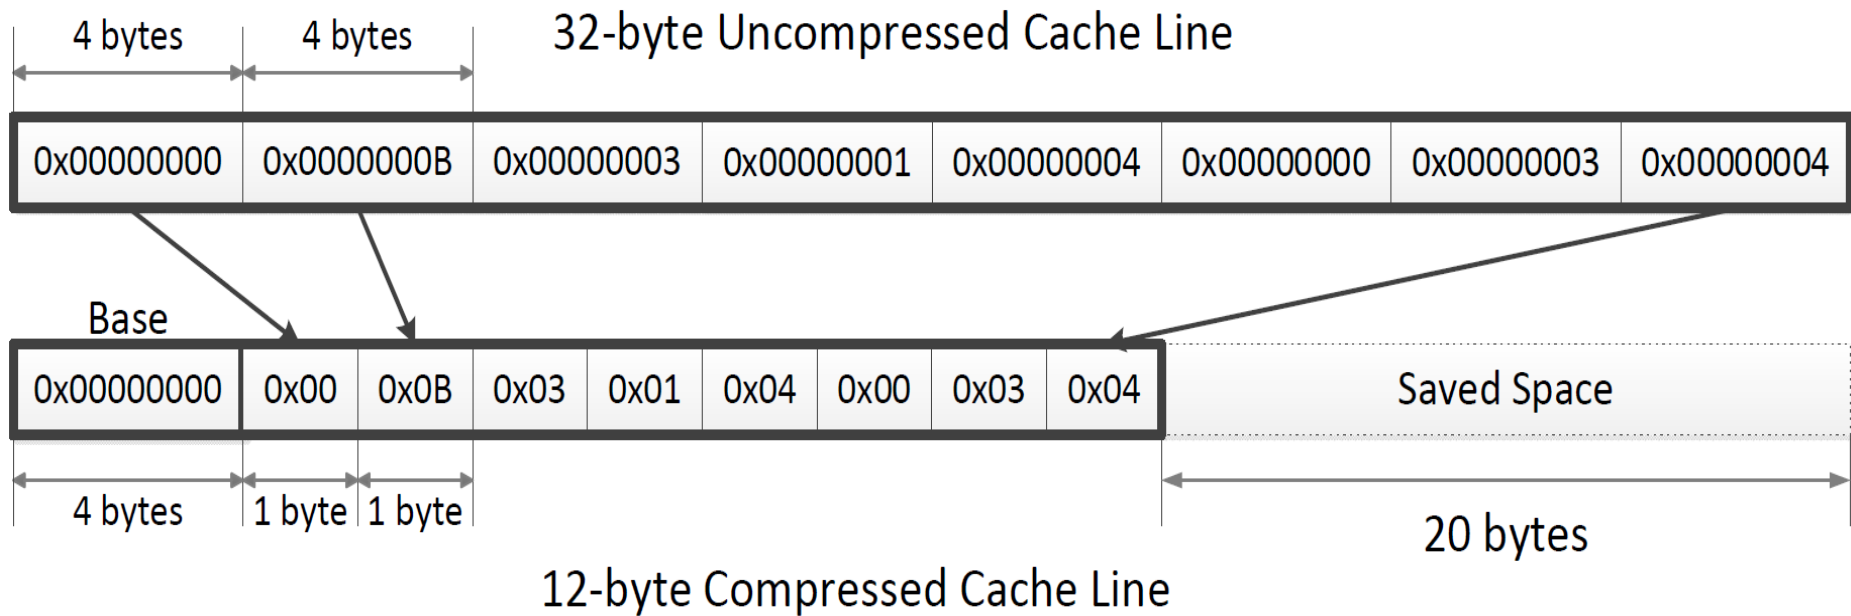 4 bytes 4 bytes 32-byte Uncompressed Cache Line
0x00000000 0x0000000B 0x00000003 0x00000001 0x00000004 0x00000000 0x00000003 0x00000004
Base
0x00000000 0x00 0x0B 0x03 0x01 0x04 0x00 0x03 0x04 Saved Space
4 bytes 1 byte 1 byte 20 bytes
12-byte Compressed Cache Line